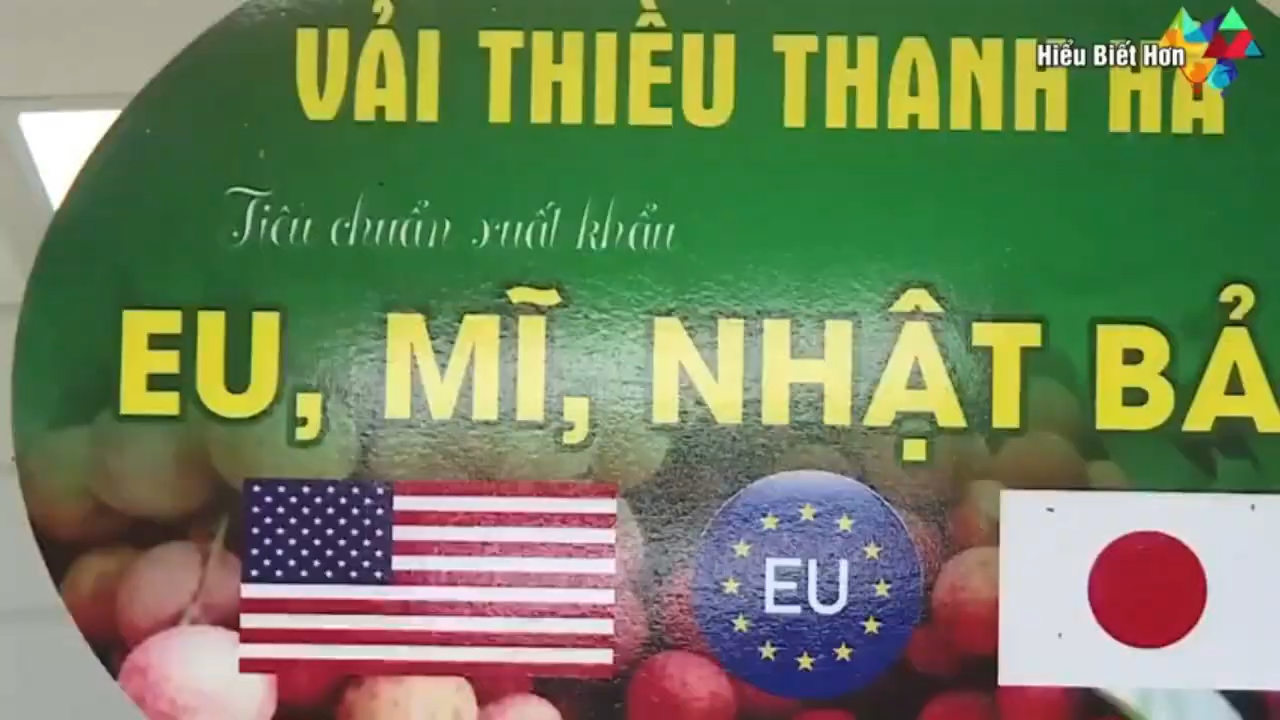 VẢI THIỀU THANH HÀ
Hiểu Biết Hơn
Tiêu chuẩn xuất khẩu
EU, MĨ, NHẬT BẢ
EU